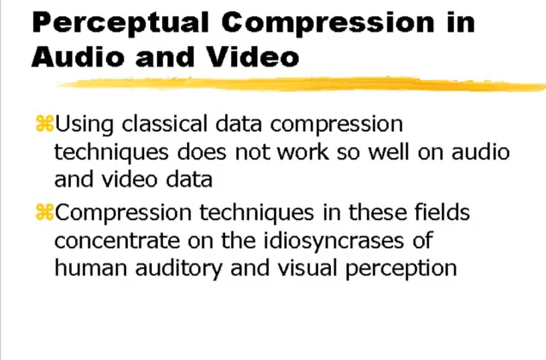 Perceptual Compression in
Audio and Video
⌘Using classical data compression
techniques does not work so well on audio
and video data
⌘Compression techniques in these fields
concentrate on the idiosyncrases of
human auditory and visual perception